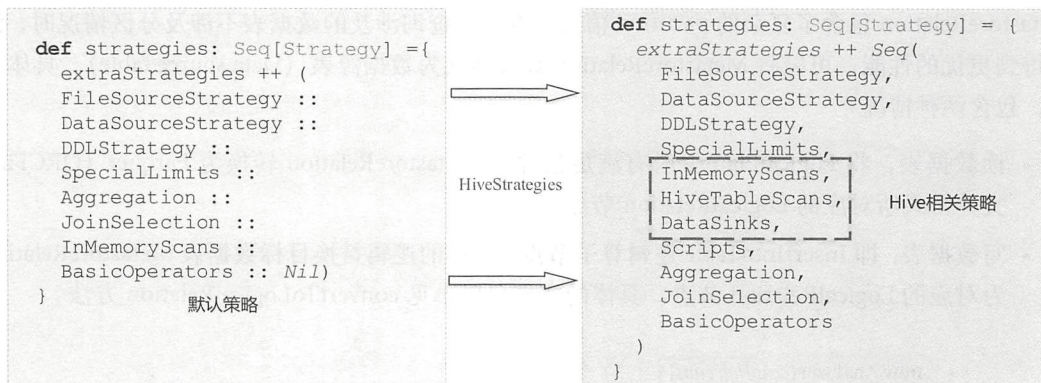 def strategies: Seq[Strategy] ={
extraStrategies ++ (
FileSourceStrategy ::
DataSourceStrategy ::
DDLStrategy ::
SpecialLimits ::
Aggregation ::
JoinSelection ::
InMemoryScans ::
BasicOperators :: Nil)
}
默认策略
HiveStrategies
def strategies: Seq[Strategy] = {
extraStrategies ++ Seq(
FileSourceStrategy,
DataSourceStrategy,
DDLStrategy,
SpecialLimits,
InMemoryScans,
HiveTableScans,
DataSinks,
Scripts,
Aggregation,
JoinSelection,
BasicOperators
)
}
Hive相关策略